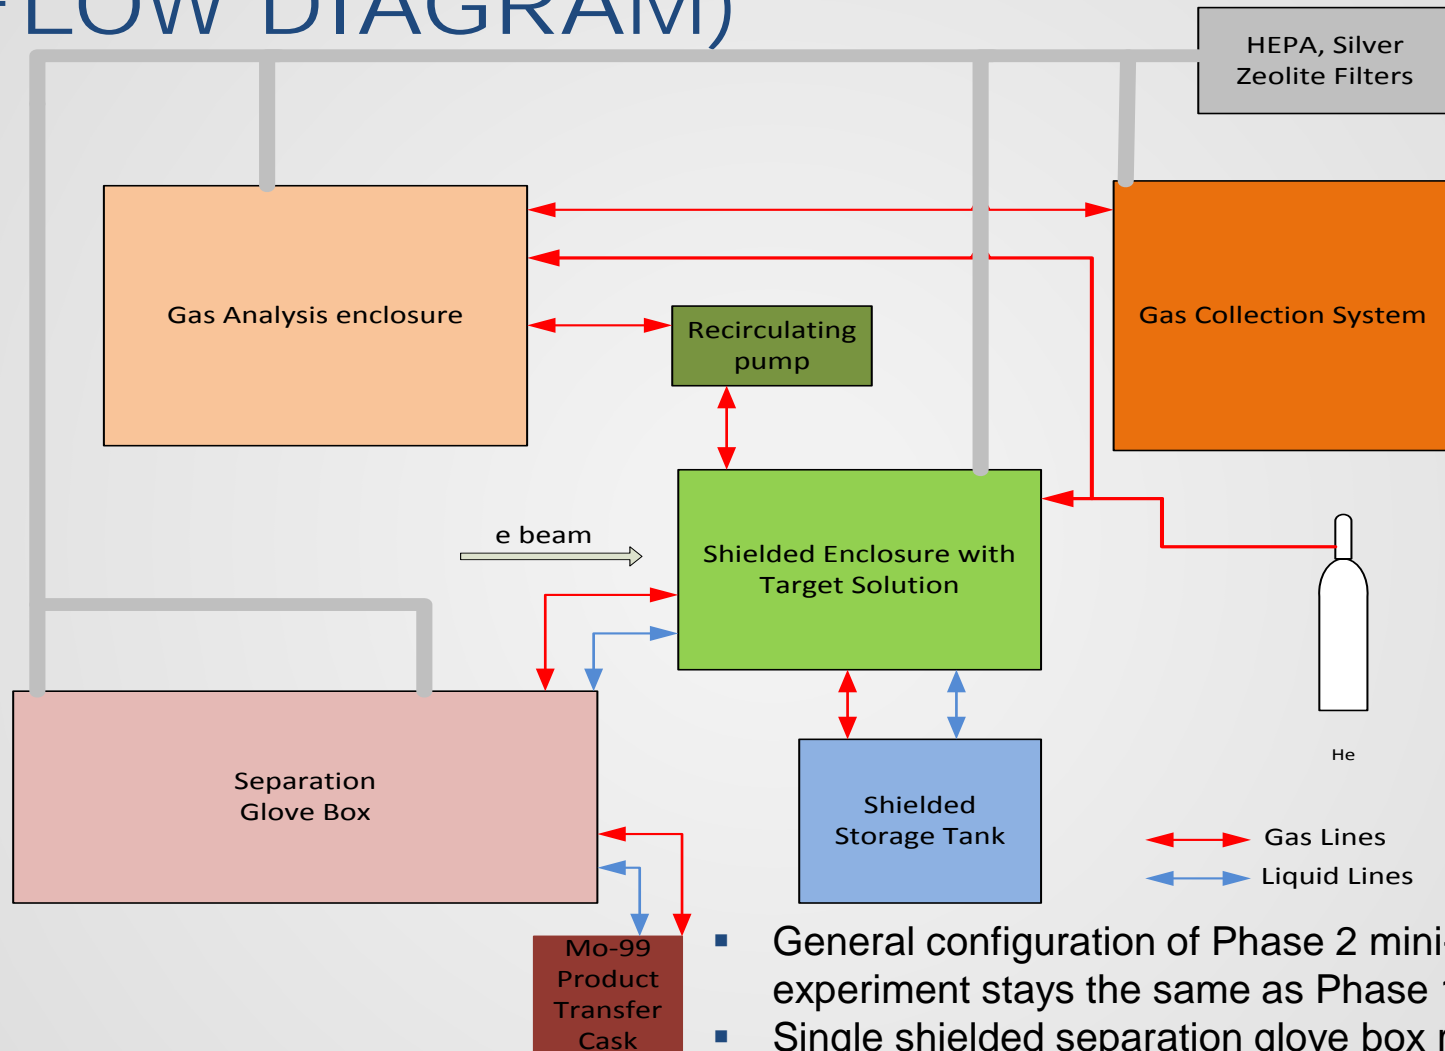 LOW DIAGRAM)
HEPA, Silver
Zeolite Filters
Gas Analysis enclosure
Recirculating
pump
Gas Collection System
e beam
Shielded Enclosure with
Target Solution
He
Separation
Glove Box
Shielded
Storage Tank
Gas Lines
Liquid Lines
Mo-99
Product
Transfer
Cask
▪ General configuration of Phase 2 mini-
experiment stays the same as Phase
▪ Single shielded separation glove box